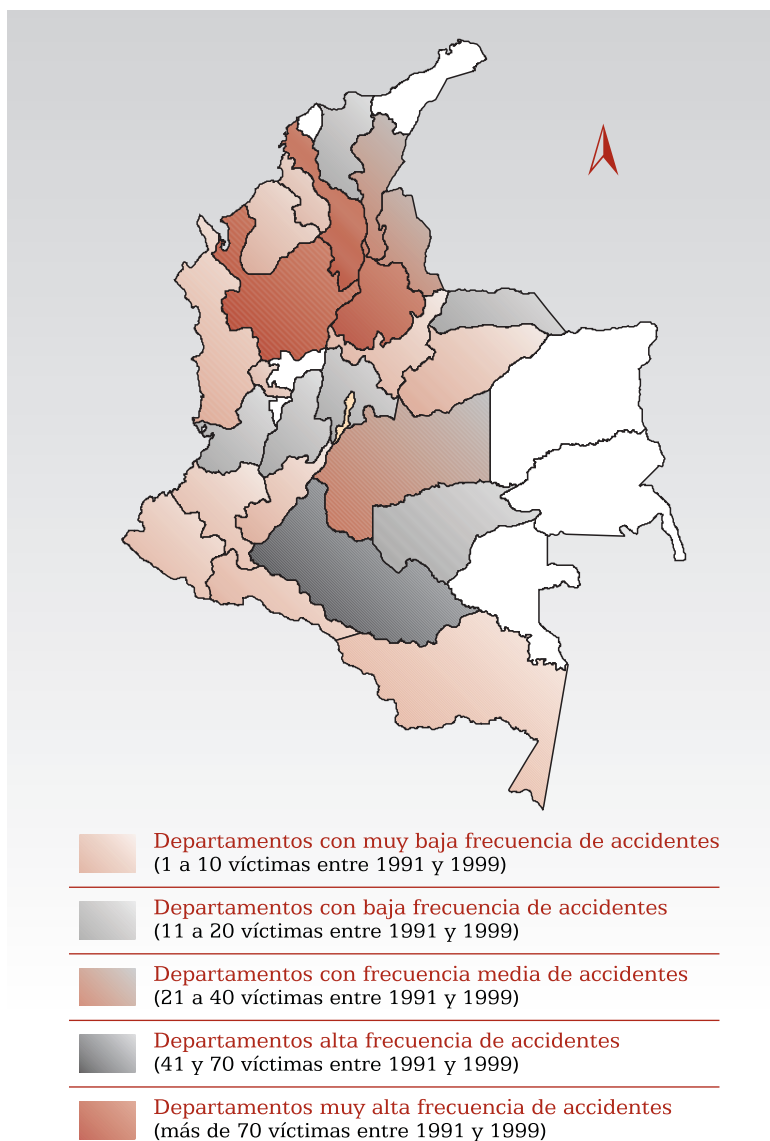 Departamentos con muy baja frecuencia de accidentes
(1 a 10 víctimas entre 1991 y 1999)
Departamentos con baja frecuencia de accidentes
(11 a 20 víctimas entre 1991 y 1999)
Departamentos con frecuencia media de accidentes
(21 a 40 víctimas entre 1991 y 1999)
Departamentos alta frecuencia de accidentes
(41 y 70 víctimas entre 1991 y 1999)
Departamentos muy alta frecuencia de accidentes
(más de 70 víctimas entre 1991 y 1999)